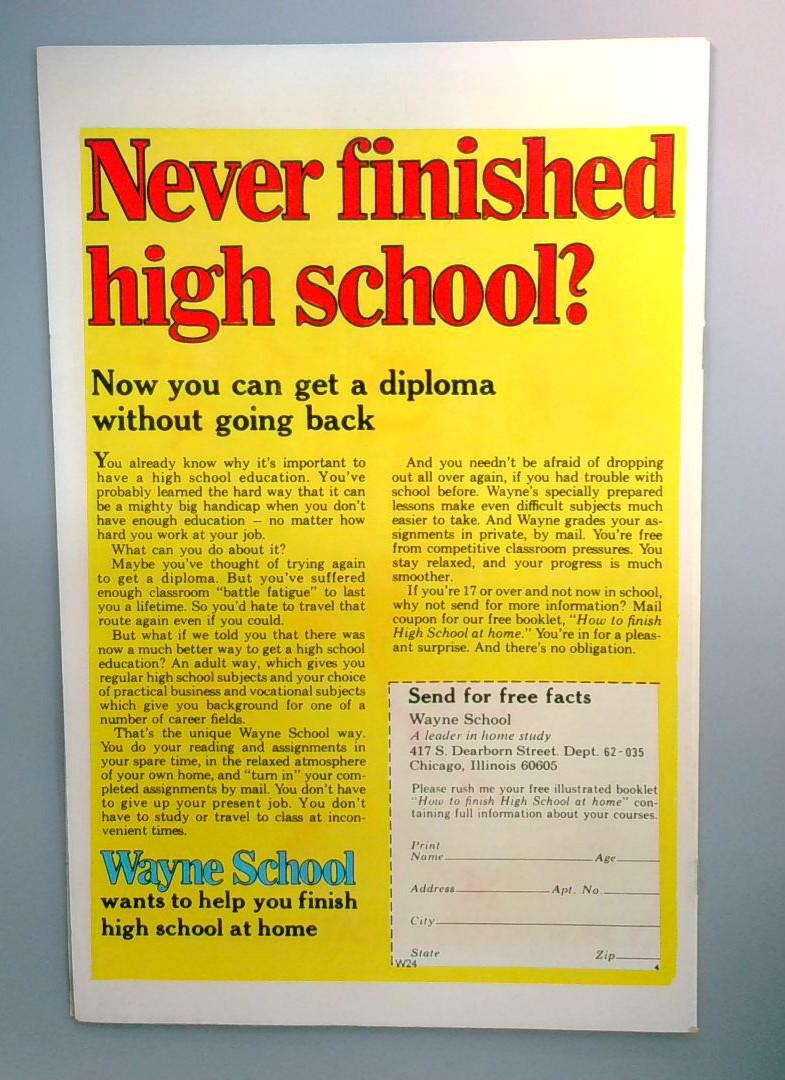 Never finished
high school?
Now you can get a diploma
without going back
You already know why it's important to
have a high school education. You've
probably learned the hard way that it can
be a mighty big handicap when you don't
have enough education – no matter how
hard you work at your job.
What can you do about it?
Maybe you've thought of trying again
to get a diploma. But you've suffered
enough classroom "battle fatigue" to last
you a lifetime. So you'd hate to travel that
route again even if you could.
But what if we told you that there was
now a much better way to get a high school
education? An adult way, which gives you
regular high school subjects and your choice
of practical business and vocational subjects
which give you background for one of a
number of career fields.
That's the unique Wayne School way.
You do your reading and assignments in
your spare time, in the relaxed atmosphere
of your own home, and "turn in" your com-
pleted assignments by mail. You don't have
to give up your present job. You don't
have to study or travel to class at incon-
venient times.
Wayne School
wants to help you finish
high school at home
And you needn't be afraid of dropping
out all over again, if you had trouble with
school before. Wayne's specially prepared
lessons make even difficult subjects much
easier to take. And Wayne grades your as-
signments in private, by mail. You're free
from competitive classroom pressures. You
stay relaxed, and your progress is much
smoother.
If you're 17 or over and not now in school,
why not send for more information? Mail
coupon for our free booklet, "How to finish
High School at home." You're in for a pleas-
ant surprise. And there's no obligation.
Send for free facts
Wayne School
A leader in home study
417 S. Dearborn Street. Dept. 62-035
Chicago, Illinois 60605
Please rush me your free illustrated booklet
"How to finish High School at home" con-
taining full information about your courses.
Print
Name Age
Address Apt. No.
City
State Zip
W24